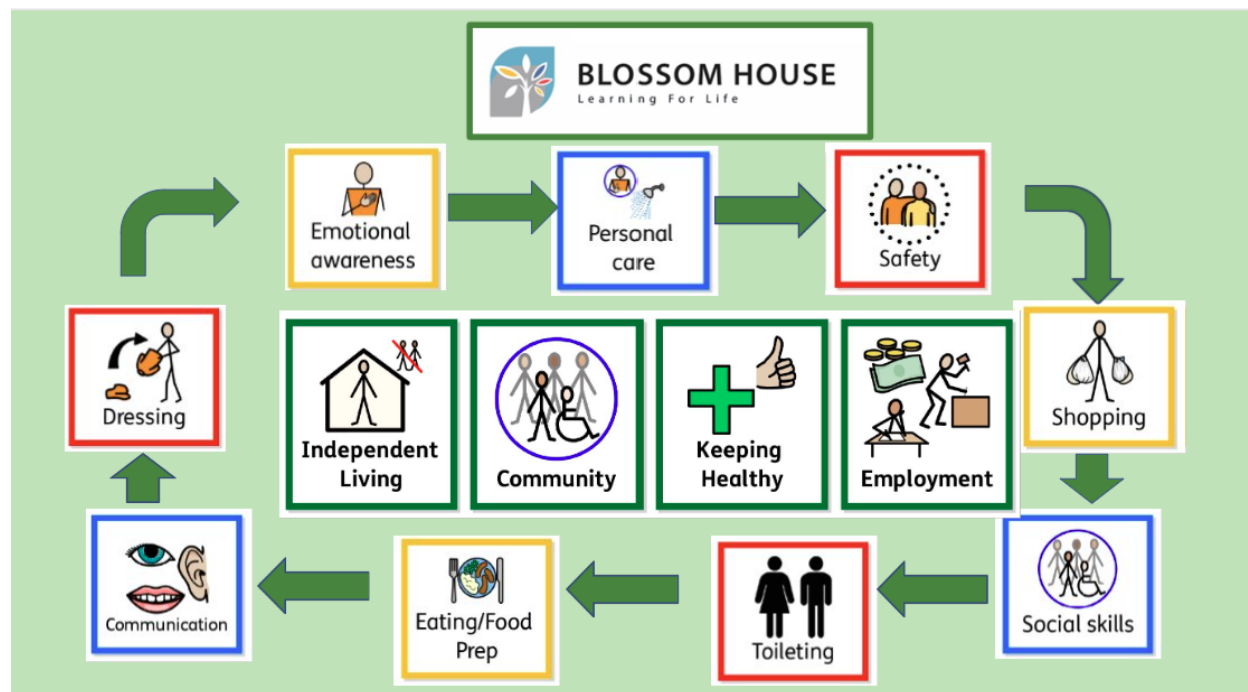 BLOSSOM HOUSE
Learning For Life
Emotional
awareness
Personal
care
Safety
Shopping
Social skills
Toileting
Eating/Food
Prep
Communication
Dressing
Independent
Living
Community
Keeping
Healthy
Employment